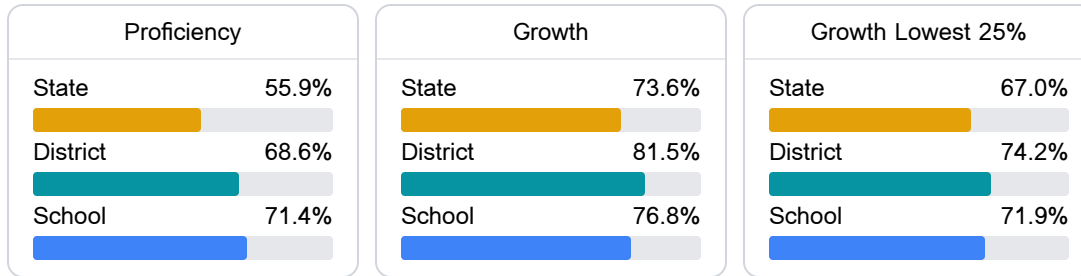 Proficiency
State 55.9%
District 68.6%
School 71.4%
Growth
State 73.6%
District 81.5%
School 76.8%
Growth Lowest 25%
State 67.0%
District 74.2%
School 71.9%